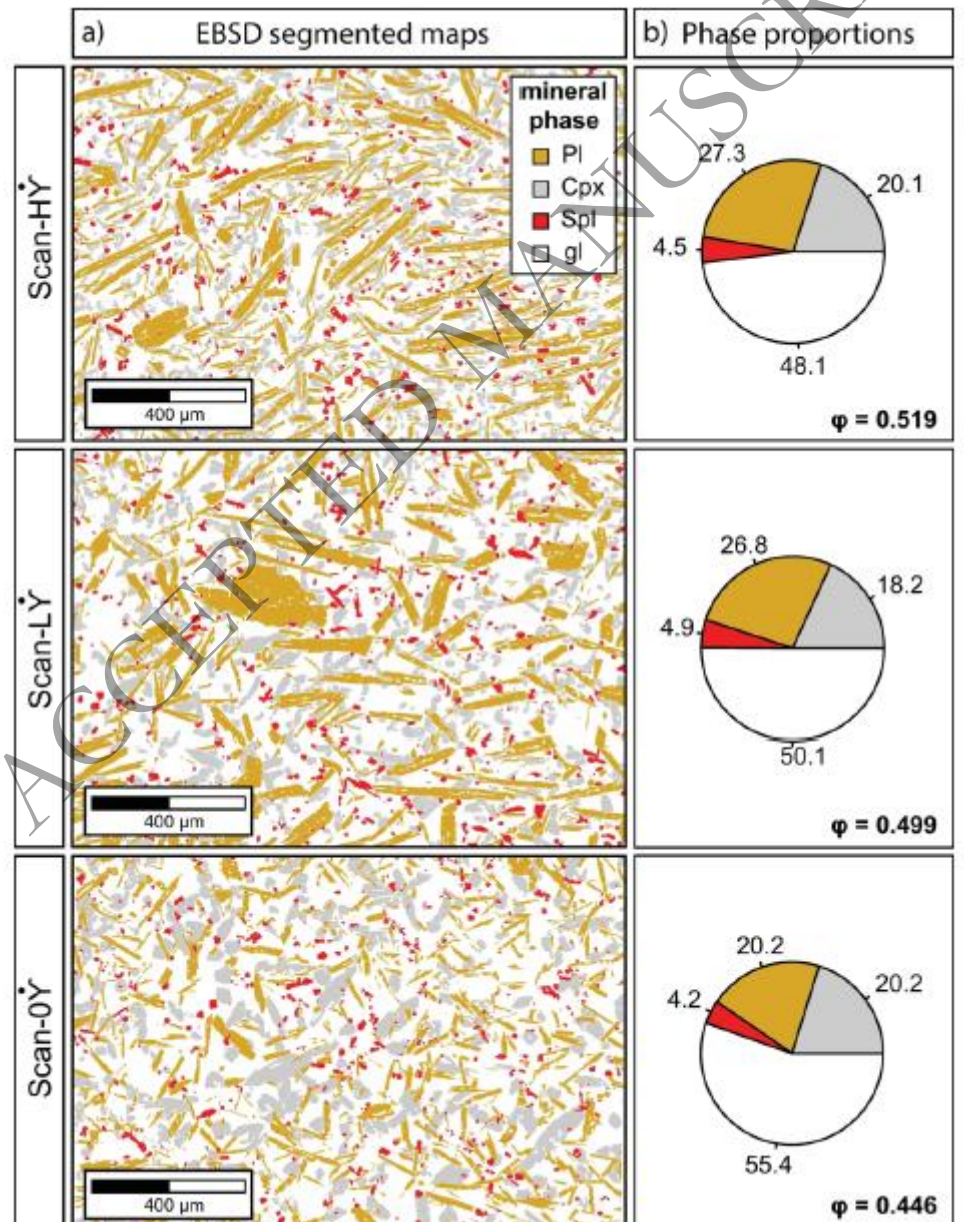 a) EBSD segmented maps
b) Phase proportions
Scan-HẎ
mineral
phase
Pl
Cpx
Spl
gl
400 µm
27.3
20.1
4.5
48.1
φ = 0.519
Scan-LẎ
400 µm
26.8
18.2
4.9
50.1
φ = 0.499
Scan-0Ẏ
400 µm
20.2
20.2
4.2
55.4
φ = 0.446
ACCEPTED MANUSCR